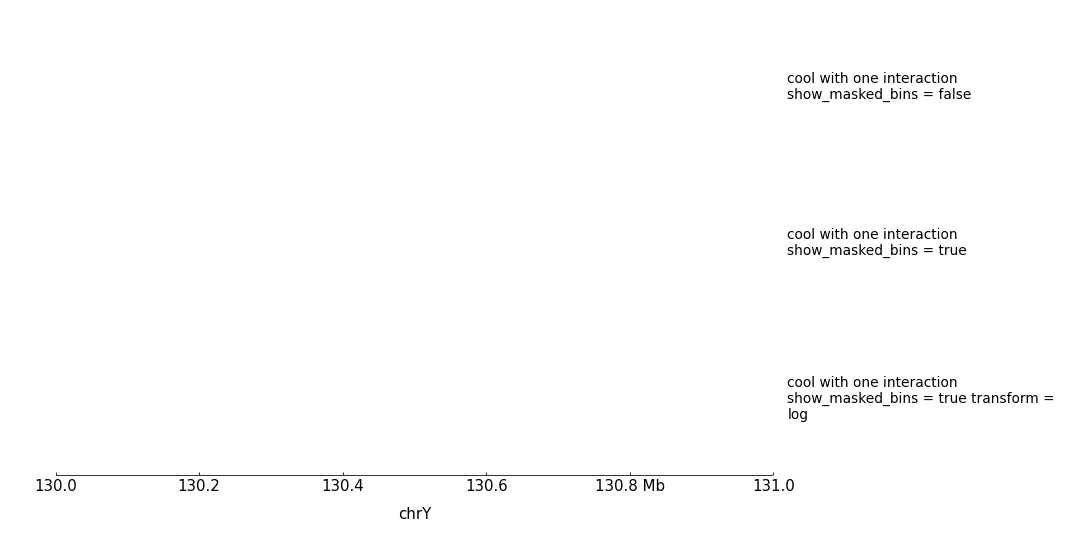 cool with one interaction
show_masked_bins = false
cool with one interaction
show_masked_bins = true
cool with one interaction
show_masked_bins = true transform =
log
130.0 130.2 130.4 130.6 130.8 Mb 131.0
chrY